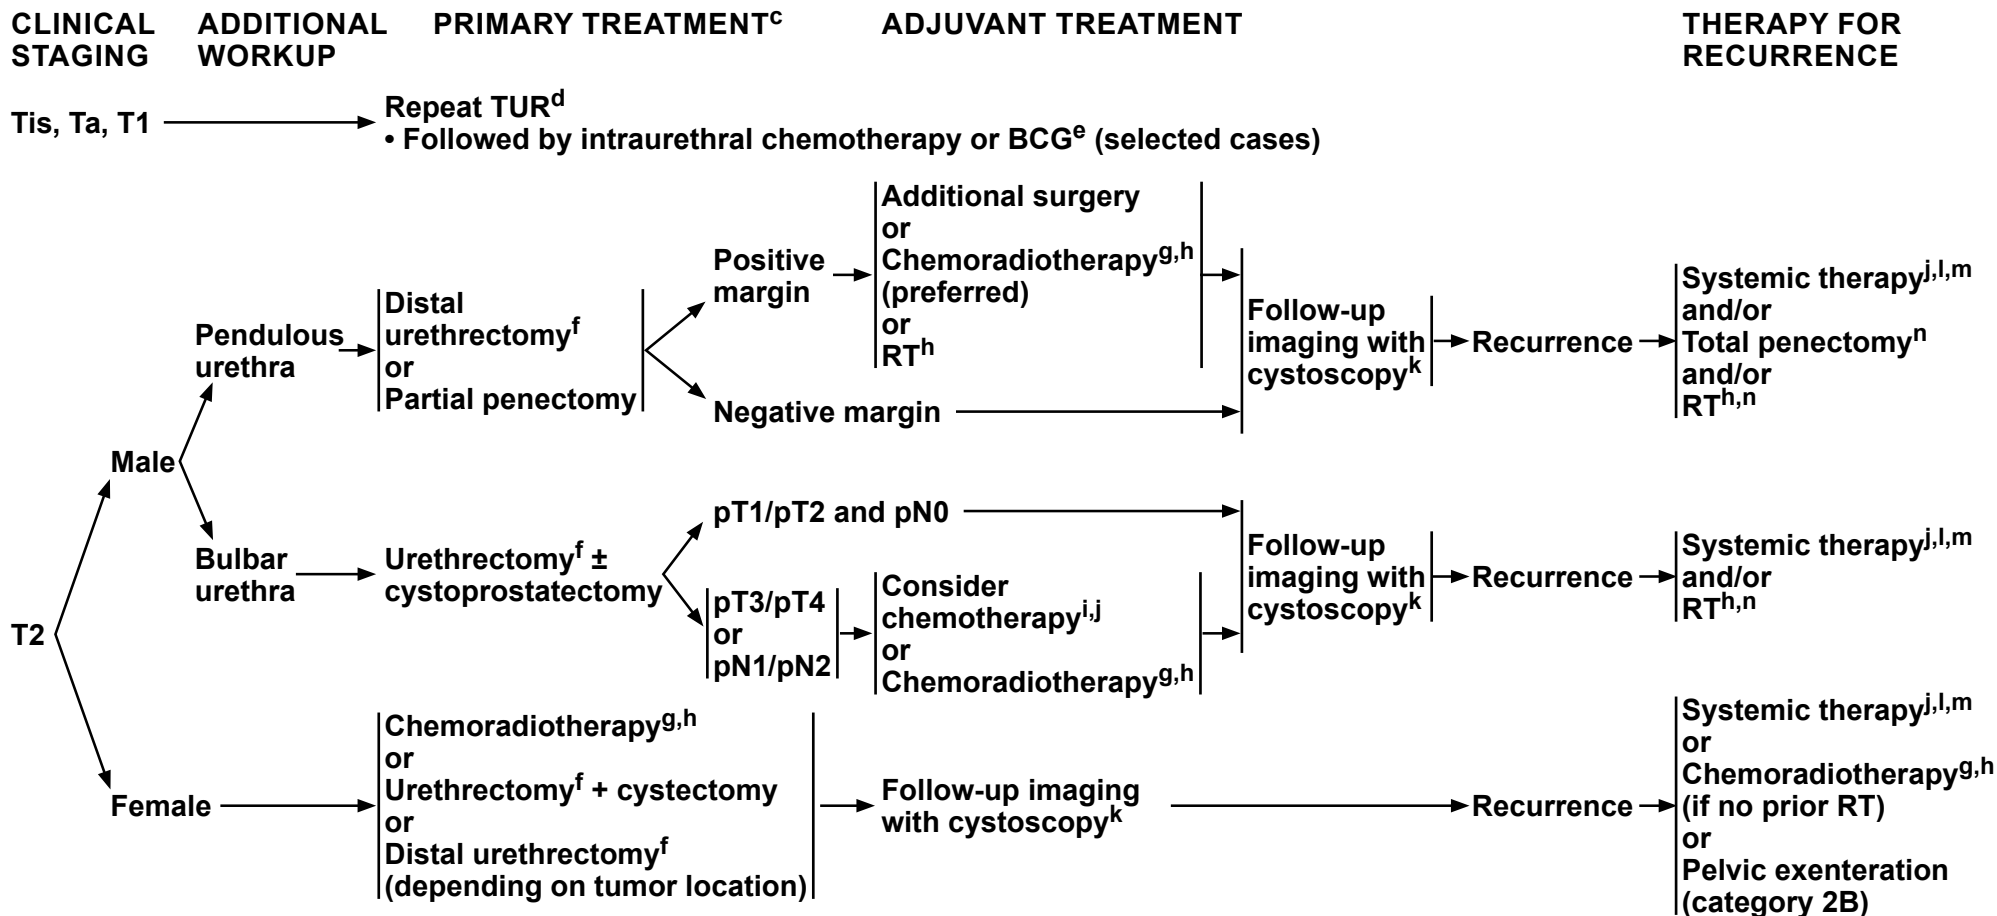 CLINICAL STAGING
ADDITIONAL WORKUP
PRIMARY TREATMENTc
ADJUVANT TREATMENT
THERAPY FOR RECURRENCE
Tis, Ta, T1
Repeat TURd
• Followed by intraurethral chemotherapy or BCGe (selected cases)
T2
Male
Pendulous
urethra
Distal
urethrectomyf
or
Partial penectomy
Positive
margin
Additional surgery
or
Chemoradiotherapyg,h
(preferred)
or
RTh
Negative margin
Follow-up
imaging with
cystoscopyk
Recurrence
Systemic therapyj,l,m
and/or
Total penectomyn
and/or
RTh,n
Bulbar
urethra
Urethrectomyf ±
cystoprostatectomy
pT1/pT2 and pN0
pT3/pT4
or
pN1/pN2
Consider
chemotherapyi,j
or
Chemoradiotherapyg,h
Follow-up
imaging with
cystoscopyk
Recurrence
Systemic therapyj,l,m
and/or
RTh,n
Female
Chemoradiotherapyg,h
or
Urethrectomyf + cystectomy
or
Distal urethrectomyf
(depending on tumor location)
Follow-up imaging
with cystoscopyk
Recurrence
Systemic therapyj,l,m
or
Chemoradiotherapyg,h
(if no prior RT)
or
Pelvic exenteration
(category 2B)